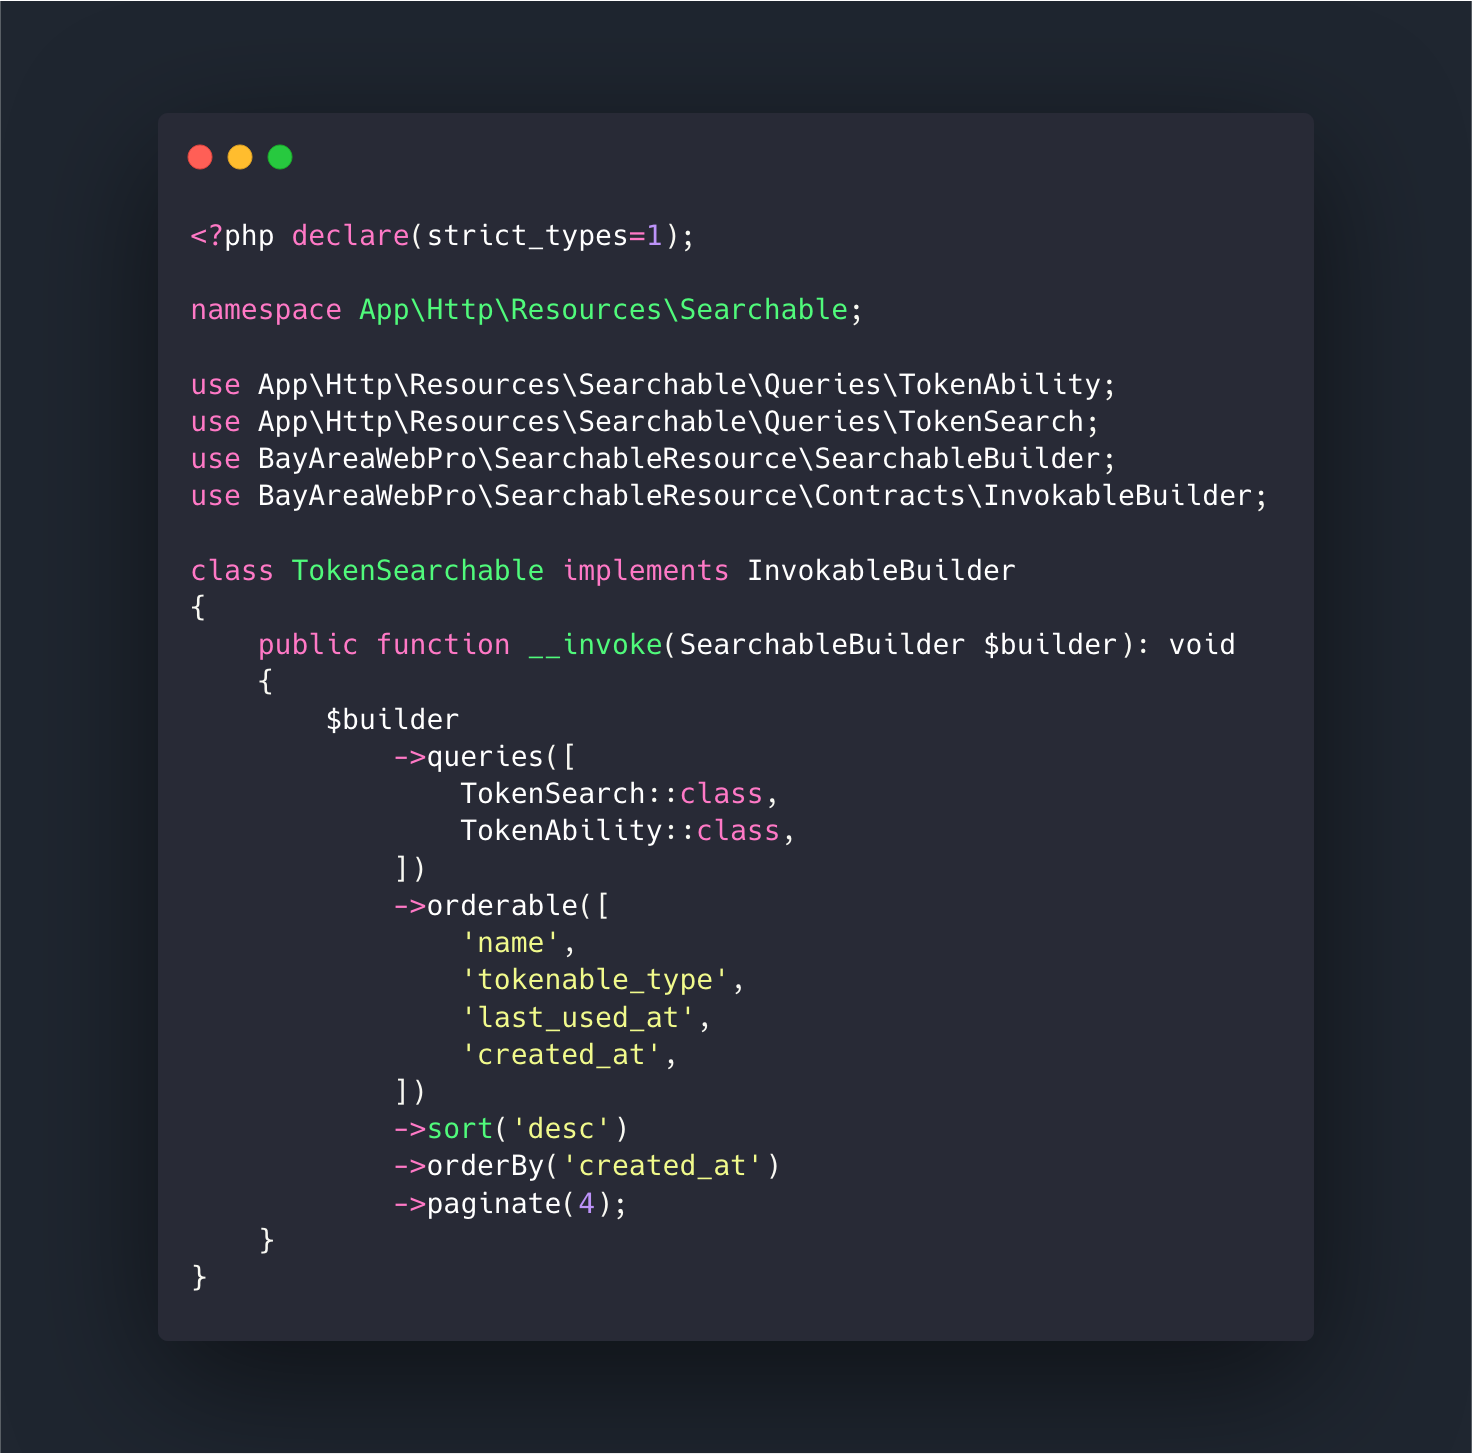 <?php declare(strict_types=1);

namespace App\Http\Resources\Searchable;

use App\Http\Resources\Searchable\Queries\TokenAbility;
use App\Http\Resources\Searchable\Queries\TokenSearch;
use BayAreaWebPro\SearchableResource\SearchableBuilder;
use BayAreaWebPro\SearchableResource\Contracts\InvokableBuilder;

class TokenSearchable implements InvokableBuilder
{
    public function __invoke(SearchableBuilder $builder): void
    {
        $builder
            ->queries([
                TokenSearch::class,
                TokenAbility::class,
            ])
            ->orderable([
                'name',
                'tokenable_type',
                'last_used_at',
                'created_at',
            ])
            ->sort('desc')
            ->orderBy('created_at')
            ->paginate(4);
    }
}